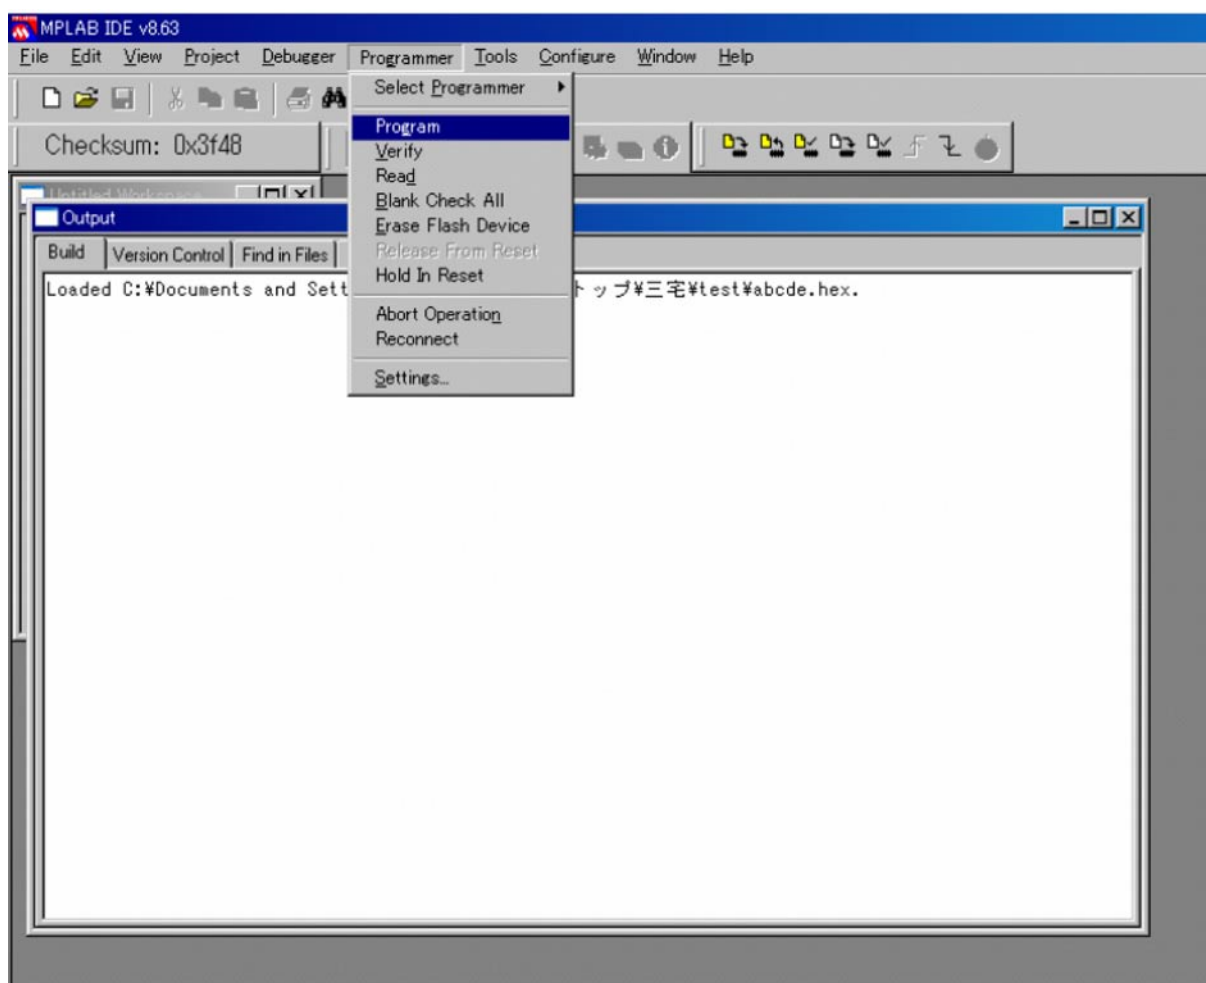 MPLAB IDE v8.63
File Edit View Project Debugger Programmer Tools Configure Window Help
Select Programmer
Checksum: 0x3f48
Program
Verify
Read
Blank Check All
Erase Flash Device
Release From Reset
Hold In Reset
Abort Operation
Reconnect
Settings...
Untitled Workspace
Output
Build Version Control Find in Files
Loaded C:¥Documents and Sett
トップ¥三宅¥test¥abcde.hex.